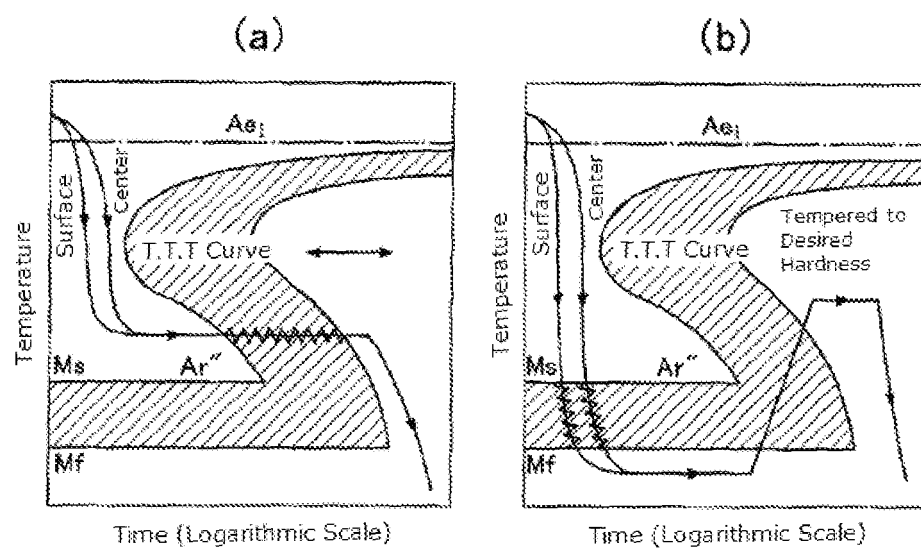 (a)
Ae₁
Surface
Center
T.T.T Curve
Temperature
Ms
Ar″
Mf
Time (Logarithmic Scale)
(b)
Ae₁
Surface
Center
Tempered to
Desired
Hardness
T.T.T Curve
Temperature
Ms
Ar″
Mf
Time (Logarithmic Scale)